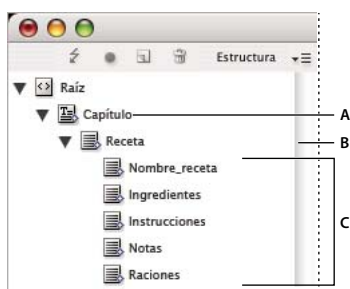 Estructura
Raíz
Capítulo A
Receta B
Nombre_receta
Ingredientes
Instrucciones C
Notas
Raciones